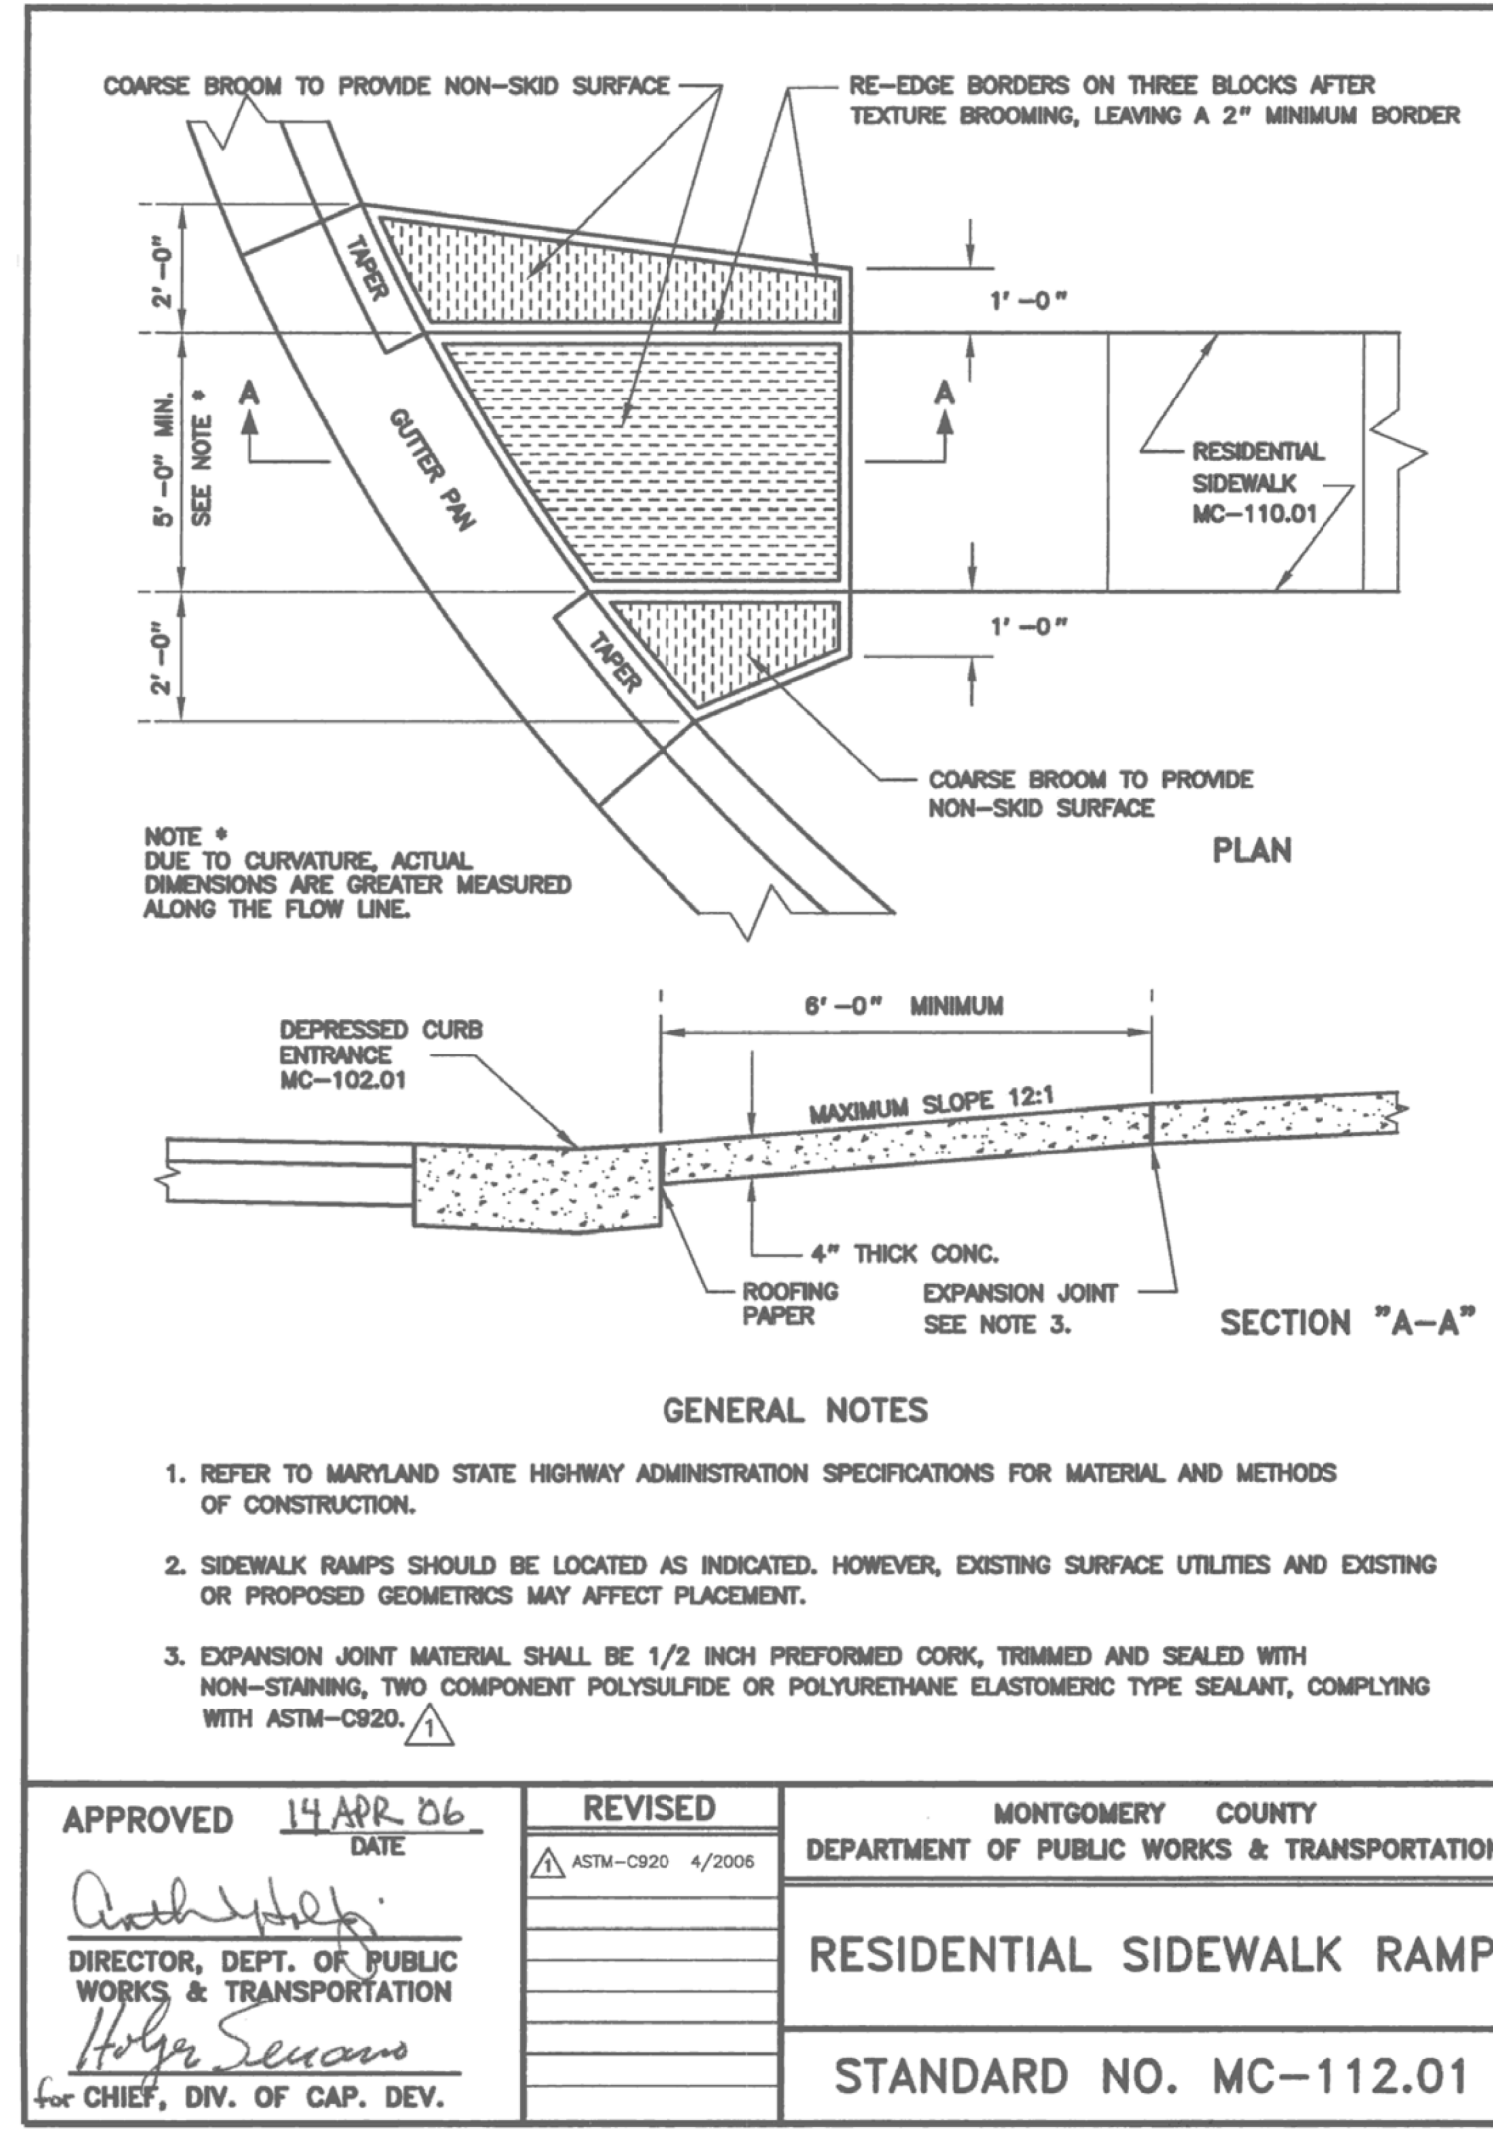 COARSE BROOM TO PROVIDE NON-SKID SURFACE
RE-EDGE BORDERS ON THREE BLOCKS AFTER
TEXTURE BROOMING, LEAVING A 2" MINIMUM BORDER
2'-0"
TAPER
1'-0"
5'-0" MIN.
SEE NOTE *
A
A
GUTTER PAN
RESIDENTIAL
SIDEWALK
MC-110.01
2'-0"
TAPER
1'-0"
COARSE BROOM TO PROVIDE
NON-SKID SURFACE
PLAN
NOTE *
DUE TO CURVATURE, ACTUAL
DIMENSIONS ARE GREATER MEASURED
ALONG THE FLOW LINE.
6'-0" MINIMUM
DEPRESSED CURB
ENTRANCE
MC-102.01
MAXIMUM SLOPE 12:1
4" THICK CONC.
ROOFING
PAPER
EXPANSION JOINT
SEE NOTE 3.
SECTION "A-A"
GENERAL NOTES
1. REFER TO MARYLAND STATE HIGHWAY ADMINISTRATION SPECIFICATIONS FOR MATERIAL AND METHODS
OF CONSTRUCTION.
2. SIDEWALK RAMPS SHOULD BE LOCATED AS INDICATED. HOWEVER, EXISTING SURFACE UTILITIES AND EXISTING
OR PROPOSED GEOMETRICS MAY AFFECT PLACEMENT.
3. EXPANSION JOINT MATERIAL SHALL BE 1/2 INCH PREFORMED CORK, TRIMMED AND SEALED WITH
NON-STAINING, TWO COMPONENT POLYSULFIDE OR POLYURETHANE ELASTOMERIC TYPE SEALANT, COMPLYING
WITH ASTM-C920. 1
APPROVED 14 APR '06
DATE
DIRECTOR, DEPT. OF PUBLIC
WORKS & TRANSPORTATION
for CHIEF, DIV. OF CAP. DEV.
REVISED
1 ASTM-C920 4/2006
MONTGOMERY COUNTY
DEPARTMENT OF PUBLIC WORKS & TRANSPORTATION
RESIDENTIAL SIDEWALK RAMP
STANDARD NO. MC-112.01